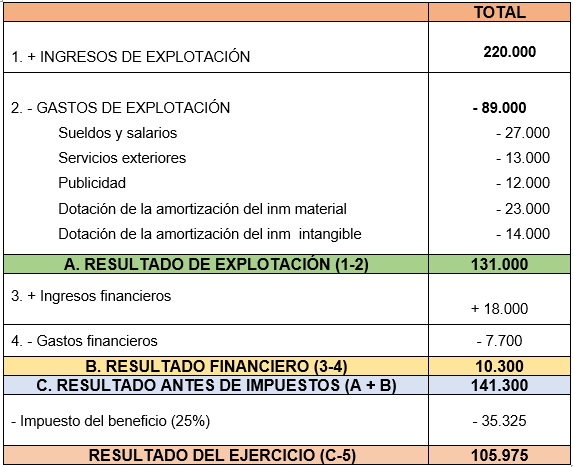 TOTAL
1. + INGRESOS DE EXPLOTACIÓN 220.000
2. - GASTOS DE EXPLOTACIÓN - 89.000
Sueldos y salarios - 27.000
Servicios exteriores - 13.000
Publicidad - 12.000
Dotación de la amortización del inm material - 23.000
Dotación de la amortización del inm intangible - 14.000
A. RESULTADO DE EXPLOTACIÓN (1-2) 131.000
3. + Ingresos financieros + 18.000
4. - Gastos financieros - 7.700
B. RESULTADO FINANCIERO (3-4) 10.300
C. RESULTADO ANTES DE IMPUESTOS (A + B) 141.300
- Impuesto del beneficio (25%) - 35.325
RESULTADO DEL EJERCICIO (C-5) 105.975